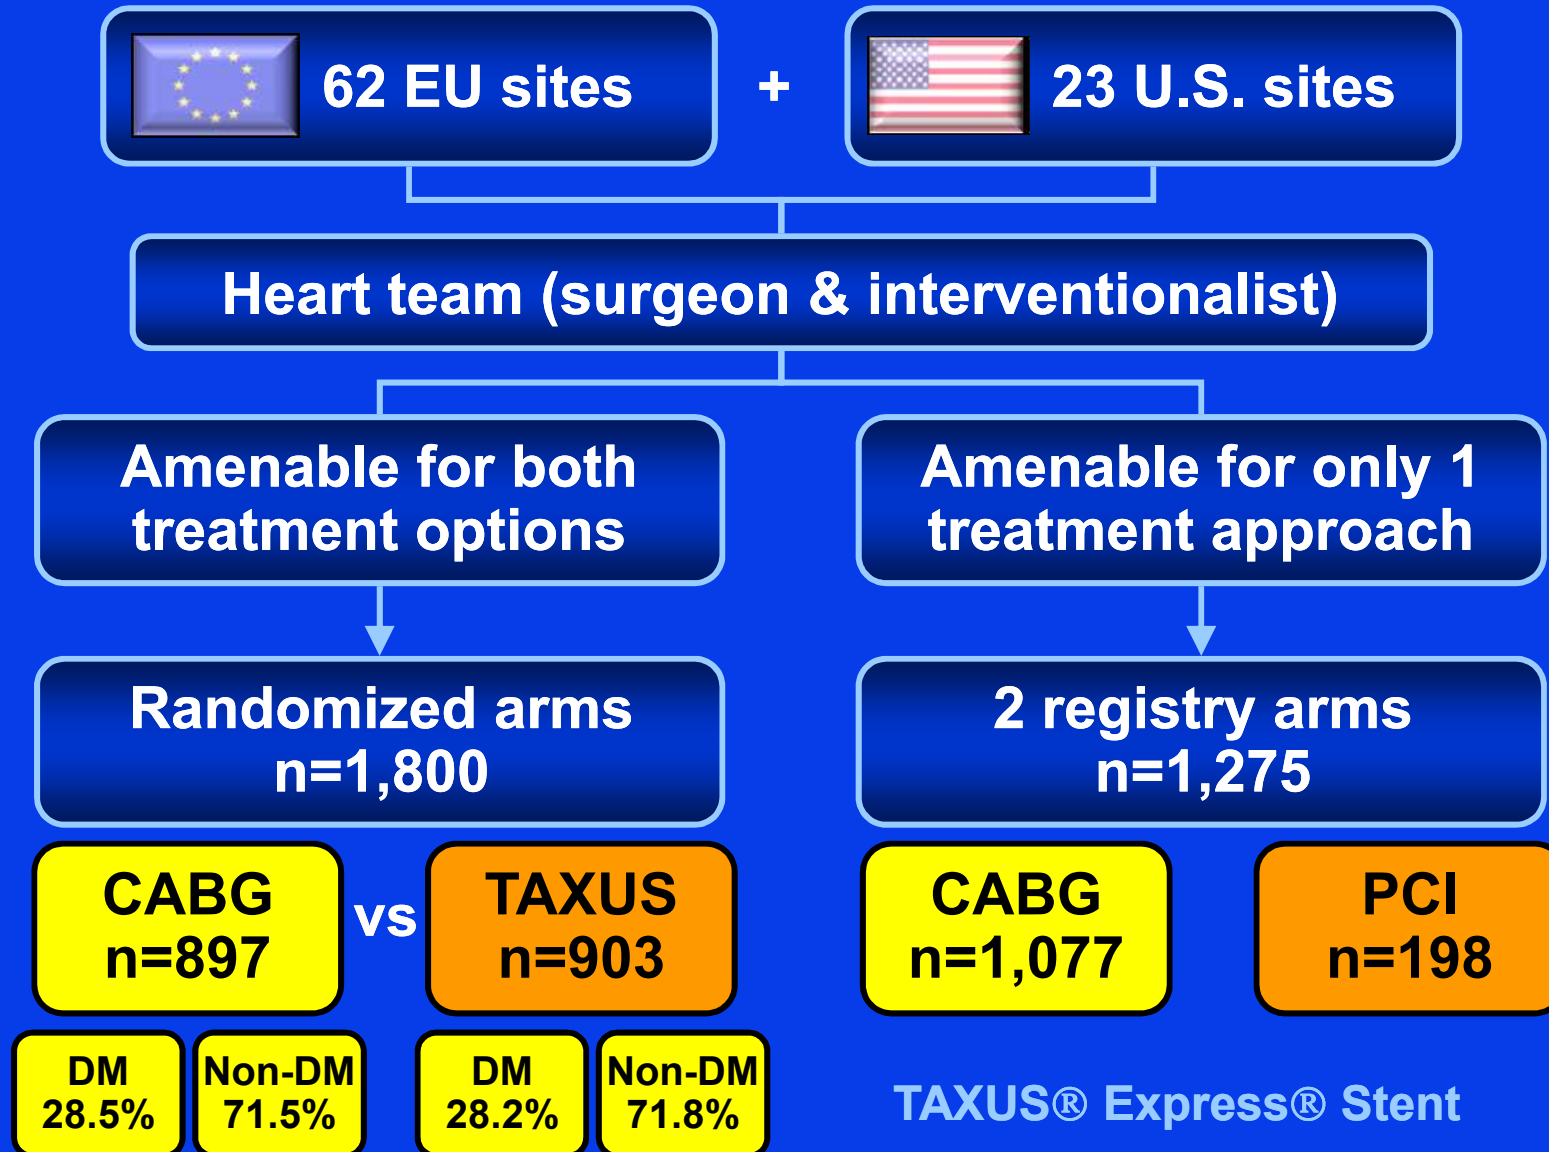 62 EU sites + 23 U.S. sites
Heart team (surgeon & interventionalist)
Amenable for both
treatment options
Amenable for only 1
treatment approach
Randomized arms
n=1,800
2 registry arms
n=1,275
CABG
n=897
vs
TAXUS
n=903
CABG
n=1,077
PCI
n=198
DM
28.5%
Non-DM
71.5%
DM
28.2%
Non-DM
71.8%
TAXUS® Express® Stent